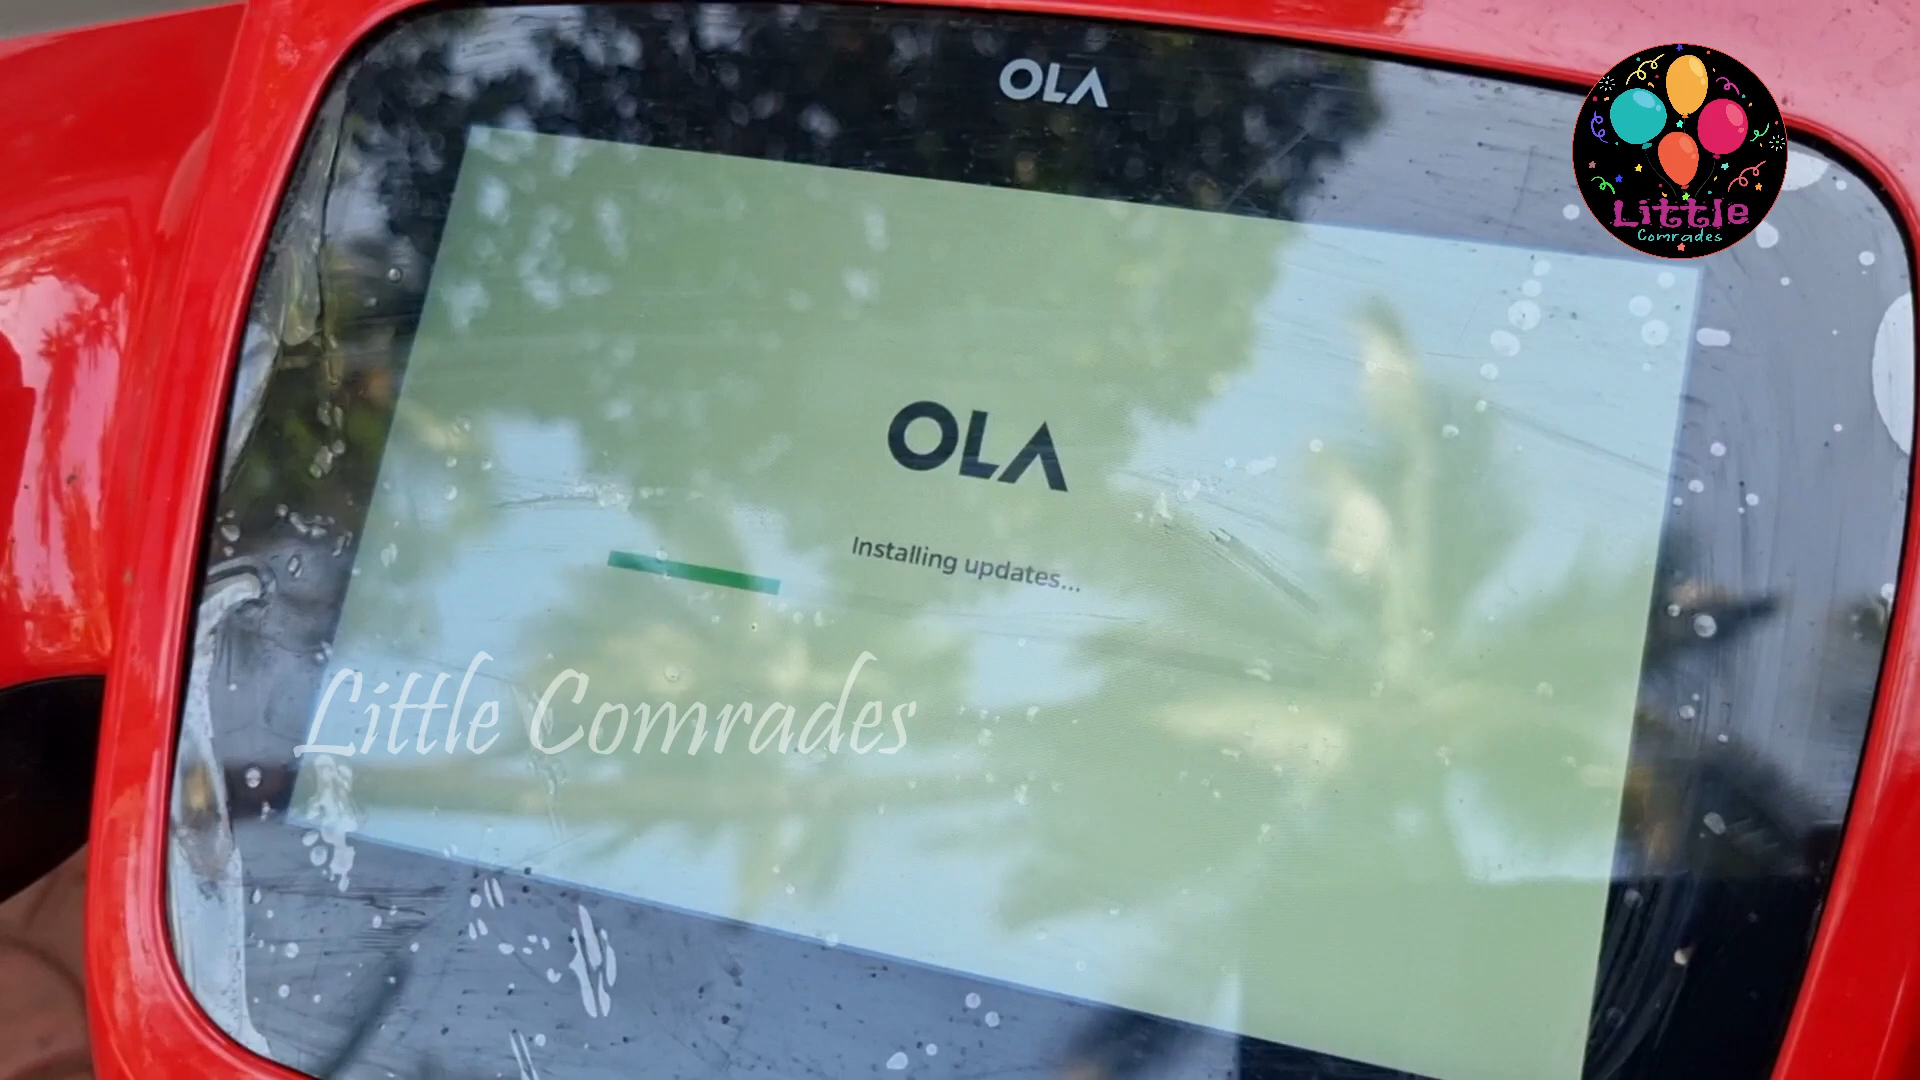 OLA
Little
Comrades
OLA
Installing updates...
Little Comrades